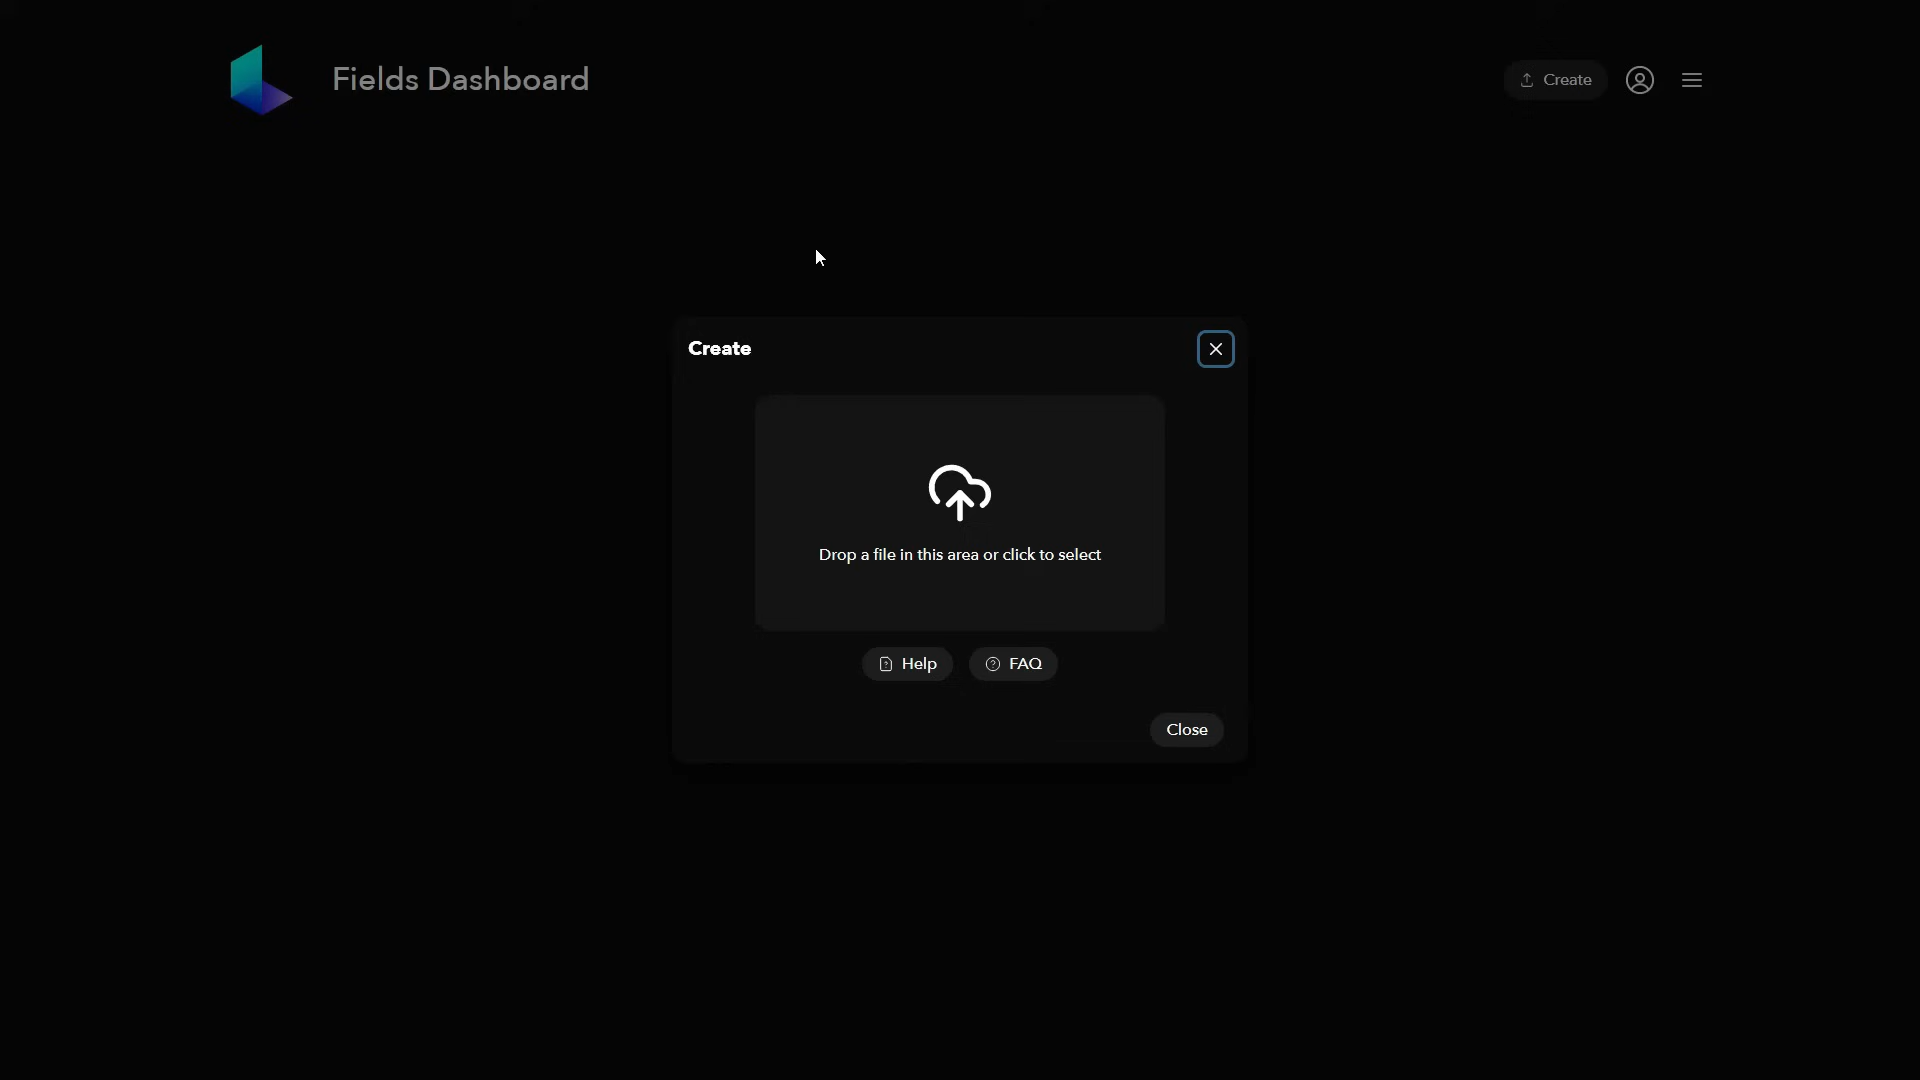 Fields Dashboard
Create
Create
Drop a file in this area or click to select
Help
FAQ
Close